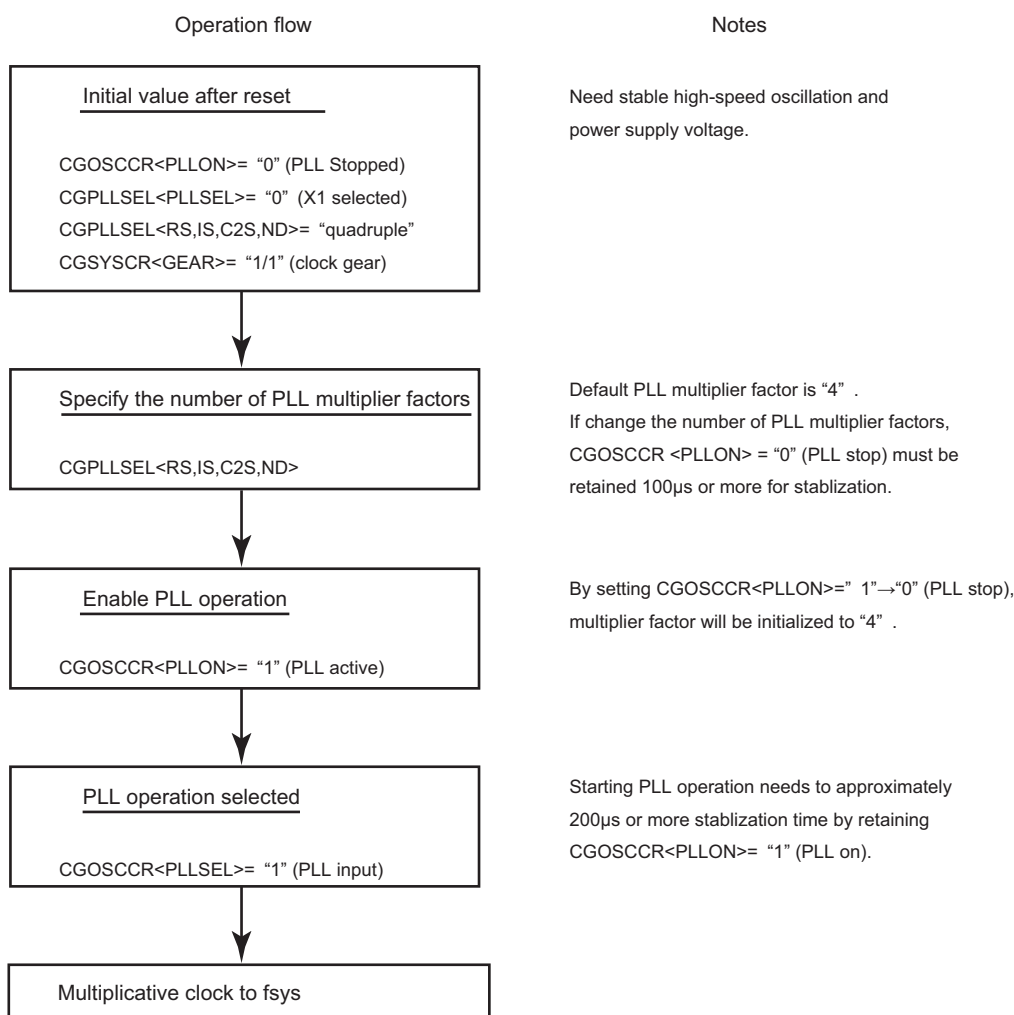 Operation flow
Notes
Initial value after reset
CGOSCCR<PLLON>= “0” (PLL Stopped)
CGPLLSEL<PLLSEL>= “0” (X1 selected)
CGPLLSEL<RS,IS,C2S,ND>= “quadruple”
CGSYSCR<GEAR>= “1/1” (clock gear)
Need stable high-speed oscillation and
power supply voltage.
Specify the number of PLL multiplier factors
CGPLLSEL<RS,IS,C2S,ND>
Default PLL multiplier factor is “4” .
If change the number of PLL multiplier factors,
CGOSCCR <PLLON> = “0” (PLL stop) must be
retained 100µs or more for stablization.
Enable PLL operation
CGOSCCR<PLLON>= “1” (PLL active)
By setting CGOSCCR<PLLON>=” 1”→“0” (PLL stop),
multiplier factor will be initialized to “4” .
PLL operation selected
CGOSCCR<PLLSEL>= “1” (PLL input)
Starting PLL operation needs to approximately
200µs or more stablization time by retaining
CGOSCCR<PLLON>= “1” (PLL on).
Multiplicative clock to fsys